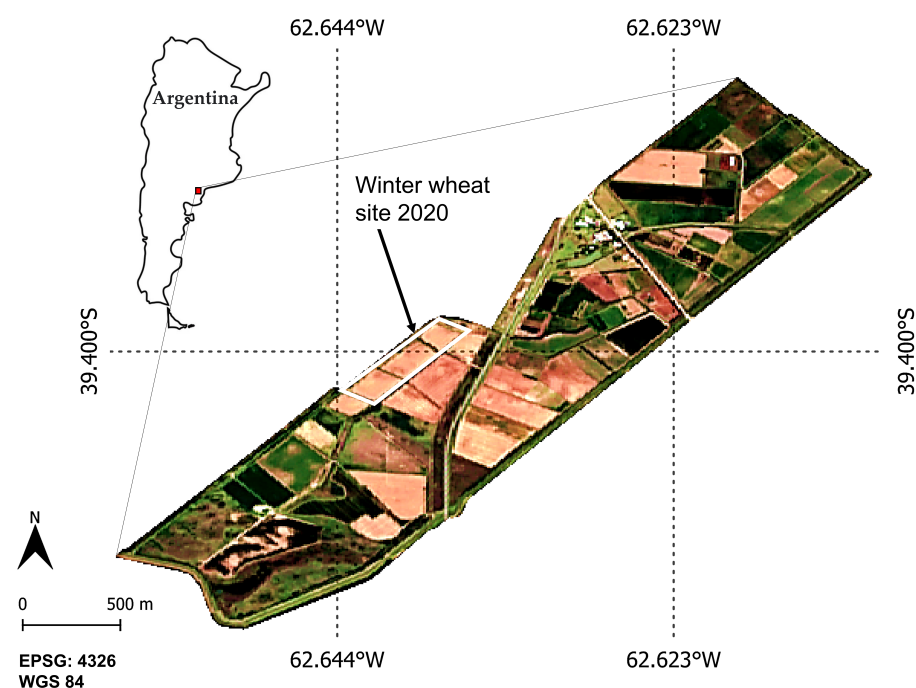 62.644°W
62.623°W
Argentina
Winter wheat
site 2020
39.400°S
39.400°S
N
0
500 m
62.644°W
62.623°W
EPSG: 4326
WGS 84